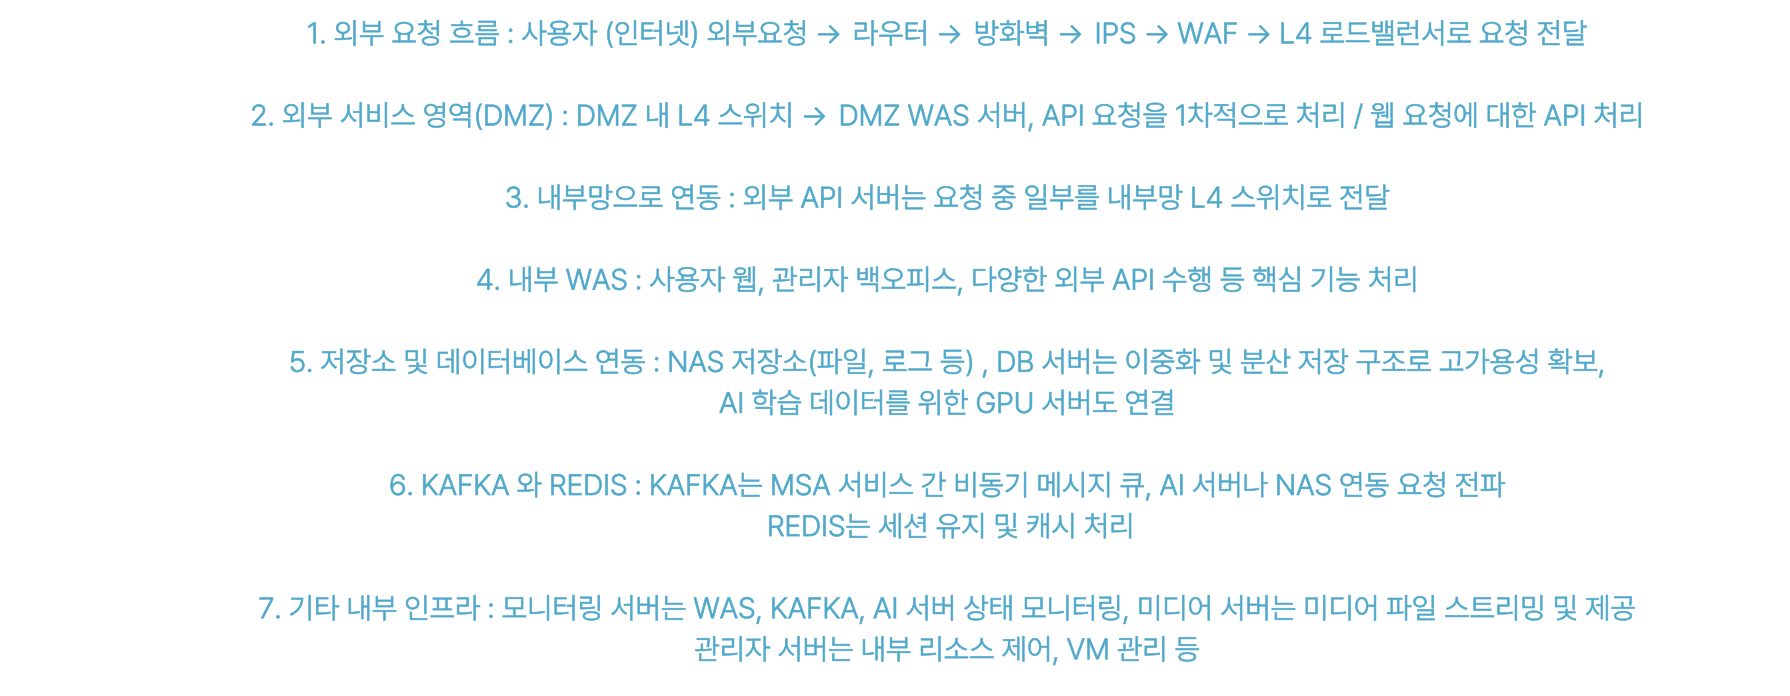 1. 외부 요청 흐름 : 사용자 (인터넷) 외부요청 → 라우터 → 방화벽 → IPS → WAF → L4 로드밸런서로 요청 전달
2. 외부 서비스 영역(DMZ) : DMZ 내 L4 스위치 → DMZ WAS 서버, API 요청을 1차적으로 처리 / 웹 요청에 대한 API 처리
3. 내부망으로 연동 : 외부 API 서버는 요청 중 일부를 내부망 L4 스위치로 전달
4. 내부 WAS : 사용자 웹, 관리자 백오피스, 다양한 외부 API 수행 등 핵심 기능 처리
5. 저장소 및 데이터베이스 연동 : NAS 저장소(파일, 로그 등) , DB 서버는 이중화 및 분산 저장 구조로 고가용성 확보,
AI 학습 데이터를 위한 GPU 서버도 연결
6. KAFKA 와 REDIS : KAFKA는 MSA 서비스 간 비동기 메시지 큐, AI 서버나 NAS 연동 요청 전파
REDIS는 세션 유지 및 캐시 처리
7. 기타 내부 인프라 : 모니터링 서버는 WAS, KAFKA, AI 서버 상태 모니터링, 미디어 서버는 미디어 파일 스트리밍 및 제공
관리자 서버는 내부 리소스 제어, VM 관리 등